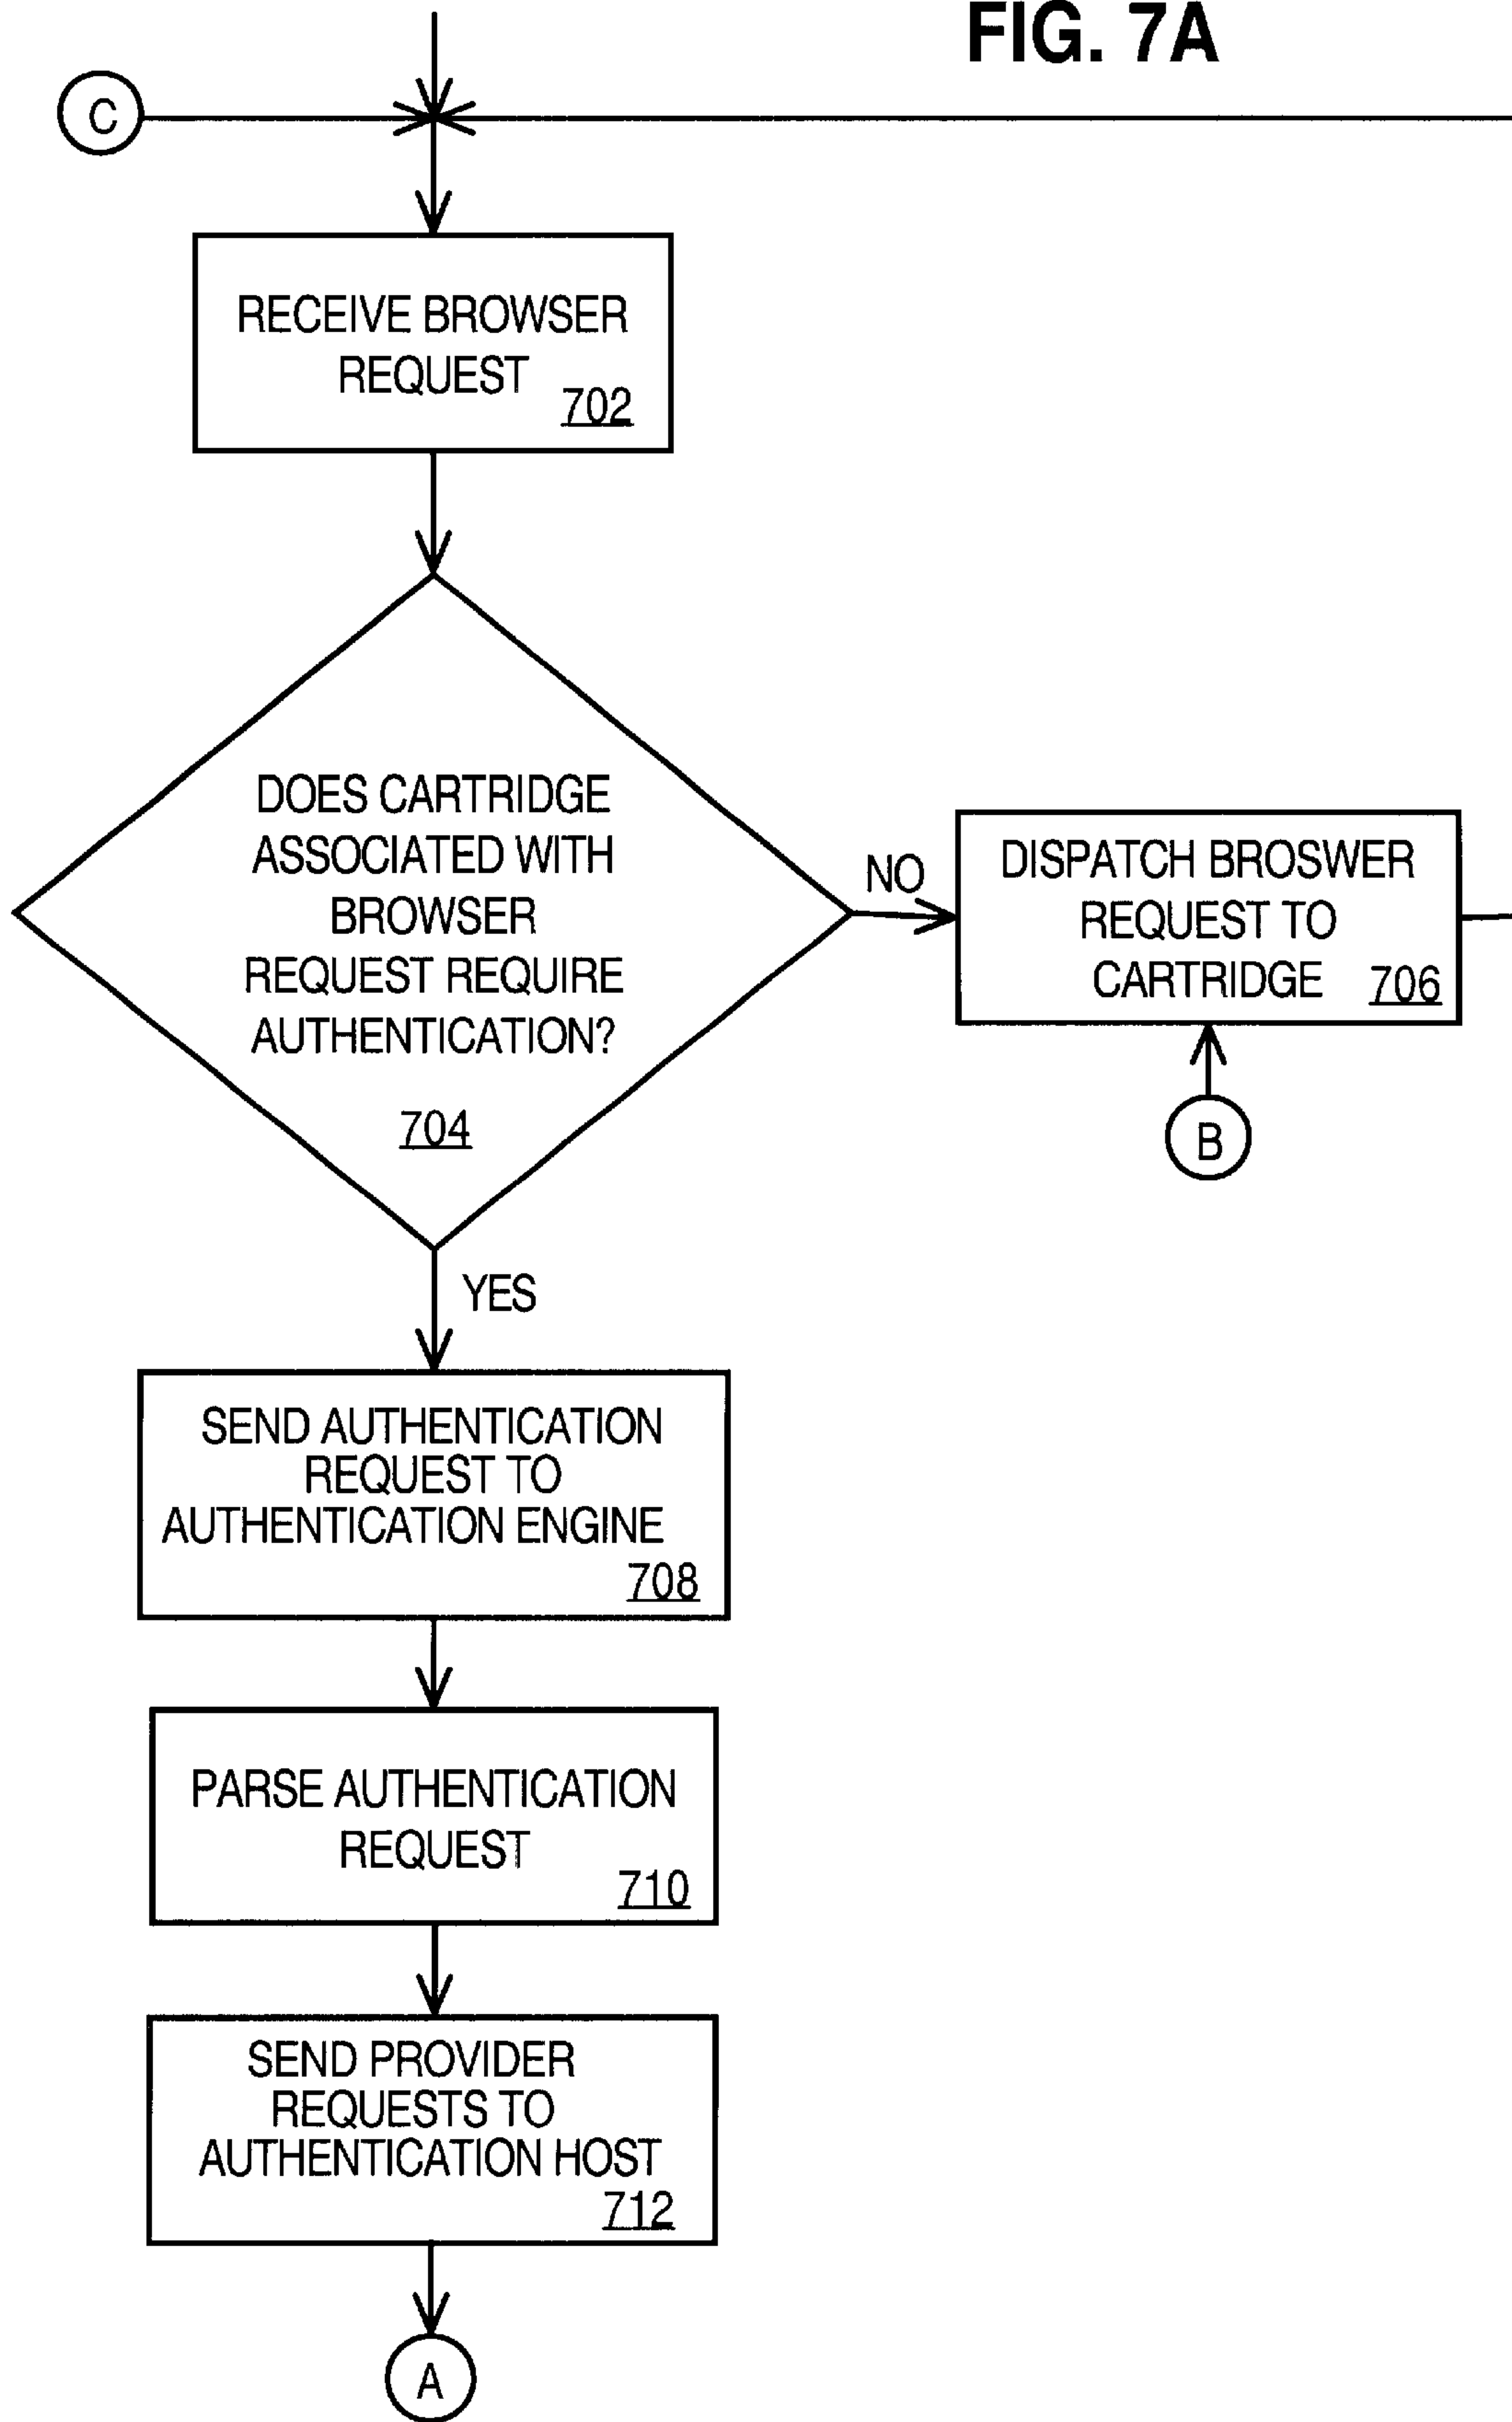 FIG. 7A
C
RECEIVE BROWSER
REQUEST
702
DOES CARTRIDGE
ASSOCIATED WITH
BROWSER
REQUEST REQUIRE
AUTHENTICATION?
704
NO
DISPATCH BROSWER
REQUEST TO
CARTRIDGE 706
B
YES
SEND AUTHENTICATION
REQUEST TO
AUTHENTICATION ENGINE
708
PARSE AUTHENTICATION
REQUEST
710
SEND PROVIDER
REQUESTS TO
AUTHENTICATION HOST
712
A